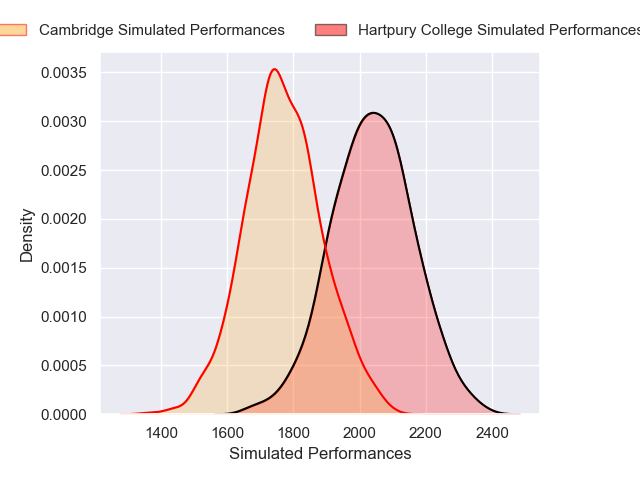 Cambridge Simulated Performances
Hartpury College Simulated Performances
0.0035
0.0030
0.0025
0.0020
0.0015
0.0010
0.0005
0.0000
Density
1400 1600 1800 2000 2200 2400
Simulated Performances